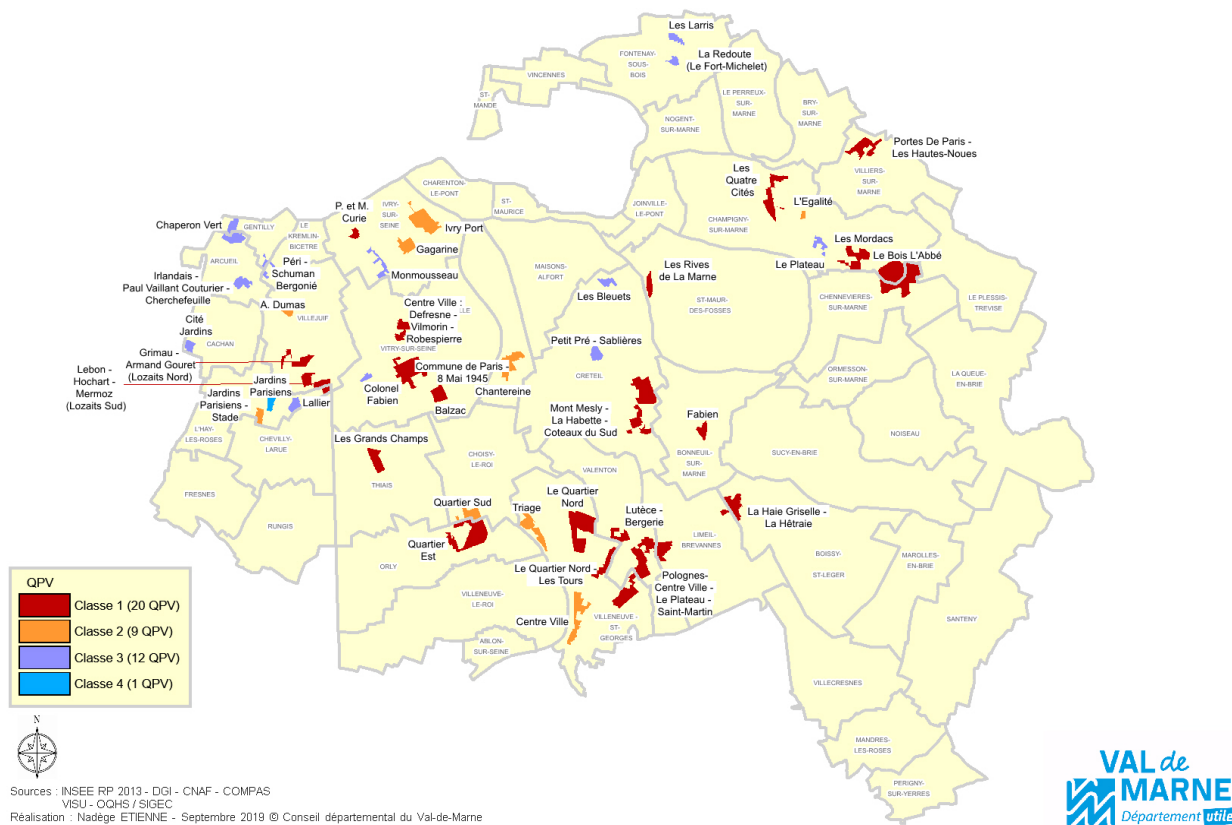 Les Larris
La Redoute
(Le Fort-Michelet)
FONTENAY-
SOUS-
BOIS
VINCENNES
ST-
MANDE
LE PERREUX-
SUR-
MARNE
BRY-
SUR-
MARNE
NOGENT-
SUR-MARNE
Portes De Paris -
Les Hautes-Noues
VILLIERS-
SUR-
MARNE
Les
Quatre
Cités
L'Egalité
CHARENTON-
LE-PONT
ST-
MAURICE
JOINVILLE-
LE-PONT
CHAMPIGNY-
SUR-MARNE
Les Mordacs
Le Bois L'Abbé
Le Plateau
P. et M.
Curie
IVRY-
SUR-
SEINE
Ivry Port
Gagarine
Monmousseau
Chaperon Vert
GENTILLY
LE
KREMLIN-
BICETRE
ARCUEIL
Péri -
Schuman
Bergonié
Irlandais -
Paul Vaillant Couturier -
Cherchefeuille
A. Dumas
VILLEJUIF
Cité
Jardins
CACHAN
MAISONS-
ALFORT
Les Bleuets
Les Rives
de La Marne
ST-MAUR-
DES-FOSSES
CHENNEVIERES-
SUR-MARNE
LE PLESSIS-
TREVISE
Centre Ville :
Defresne -
Vilmorin -
Robespierre
VITRY-SUR-SEINE
Petit Pré - Sablières
CRETEIL
Grimau -
Armand Gouret
(Lozaits Nord)
Lebon -
Hochart -
Mermoz
(Lozaits Sud)
Jardins
Parisiens
Jardins
Parisiens -
Stade
Lallier
Colonel
Fabien
Commune de Paris -
8 Mai 1945
Chantereine
Balzac
ORMESSON-
SUR-MARNE
LA QUEUE-
EN-BRIE
L'HAY-
LES-ROSES
CHEVILLY-
LARUE
Les Grands Champs
THIAIS
CHOISY-
LE-ROI
Mont Mesly -
La Habette -
Coteaux du Sud
Fabien
BONNEUIL-
SUR-
MARNE
SUCY-EN-BRIE
NOISEAU
FRESNES
RUNGIS
VALENTON
Quartier Sud
Triage
Le Quartier
Nord
Lutèce -
Bergerie
La Haie Griselle -
La Hêtraie
Quartier
Est
ORLY
LIMEIL-
BREVANNES
BOISSY-
ST-LEGER
MAROLLES-
EN-BRIE
Le Quartier Nord -
Les Tours
Polognes-
Centre Ville -
Le Plateau -
Saint-Martin
VILLENEUVE-
LE-ROI
Centre Ville
VILLENEUVE -
ST-
GEORGES
ABLON-
SUR-SEINE
SANTENY
VILLECRESNES
MANDRES-
LES-ROSES
PERIGNY-
SUR-YERRES
QPV
Classe 1 (20 QPV)
Classe 2 (9 QPV)
Classe 3 (12 QPV)
Classe 4 (1 QPV)
N
Sources : INSEE RP 2013 - DGI - CNAF - COMPAS
VISU - OQHS / SIGEC
Réalisation : Nadège ETIENNE - Septembre 2019 © Conseil départemental du Val-de-Marne
VAL de
MARNE
Département utile